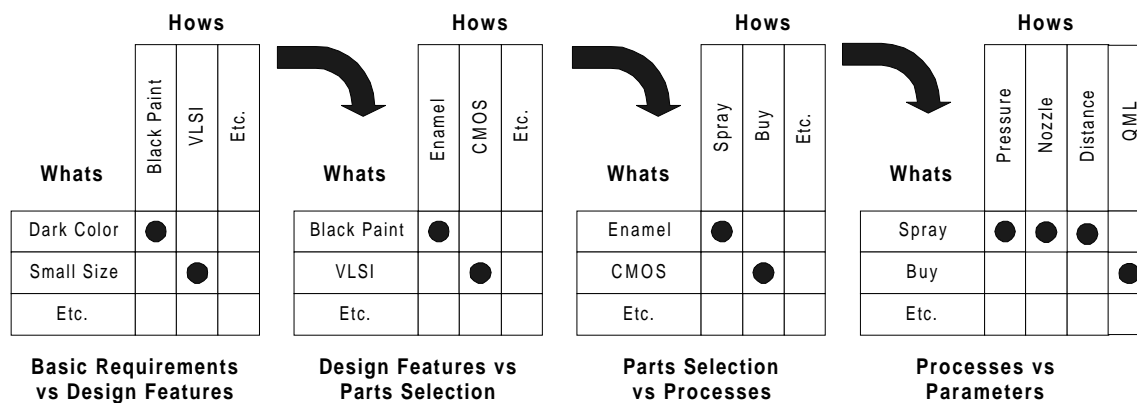 Hows
Black Paint
VLSI
Etc.
Whats
Dark Color
Small Size
Etc.
Basic Requirements
vs Design Features
Hows
Enamel
CMOS
Etc.
Whats
Black Paint
VLSI
Etc.
Design Features vs
Parts Selection
Hows
Spray
Buy
Etc.
Whats
Enamel
CMOS
Etc.
Parts Selection
vs Processes
Hows
Pressure
Nozzle
Distance
QML
Whats
Spray
Buy
Etc.
Processes vs
Parameters